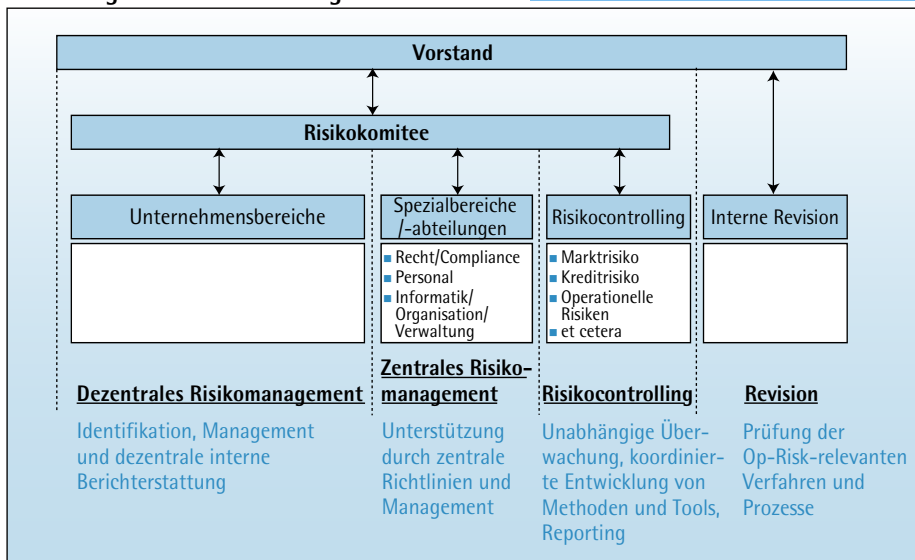 Vorstand
Risikokomitee
Unternehmensbereiche
Spezialbereiche
/-abteilungen
Risikocontrolling
Interne Revision
Recht/Compliance
Personal
Informatik/
Organisation/
Verwaltung
Marktrisiko
Kreditrisiko
Operationelle
Risiken
et cetera
Dezentrales Risikomanagement
Identifikation, Management
und dezentrale interne
Berichterstattung
Zentrales Risiko-
management
Unterstützung
durch zentrale
Richtlinien und
Management
Risikocontrolling
Unabhängige Über-
wachung, koordinier-
te Entwicklung von
Methoden und Tools,
Reporting
Revision
Prüfung der
Op-Risk-relevanten
Verfahren und
Prozesse